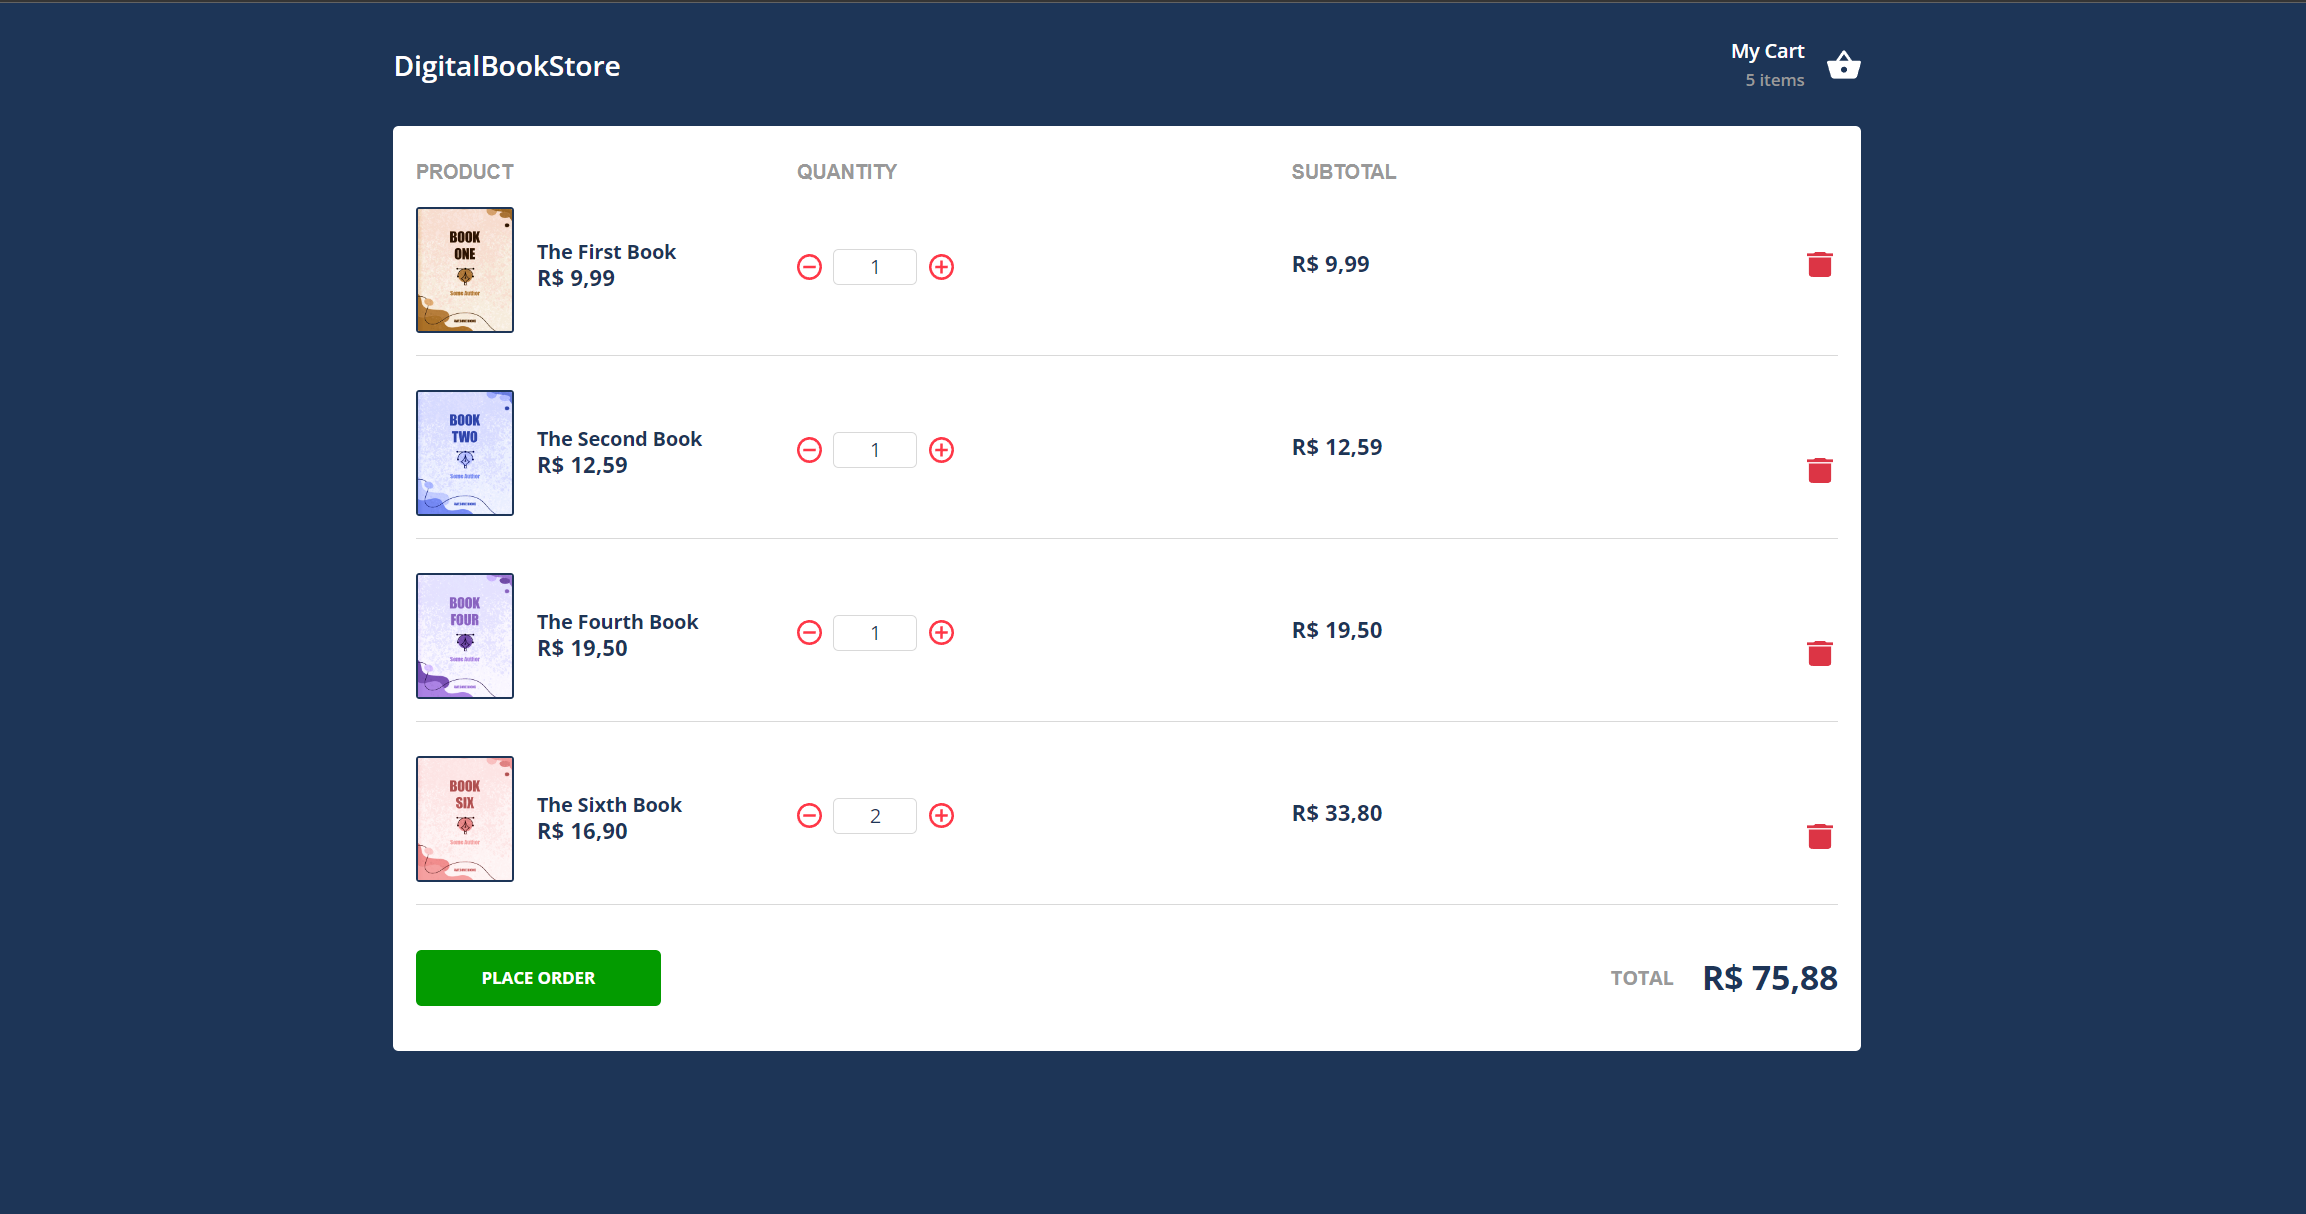 DigitalBookStore
My Cart
5 items
PRODUCT QUANTITY SUBTOTAL
BOOK
ONE
Some Author
The First Book
R$ 9,99
1
R$ 9,99
BOOK
TWO
Some Author
The Second Book
R$ 12,59
1
R$ 12,59
BOOK
FOUR
Some Author
The Fourth Book
R$ 19,50
1
R$ 19,50
BOOK
SIX
Some Author
The Sixth Book
R$ 16,90
2
R$ 33,80
PLACE ORDER
TOTAL R$ 75,88